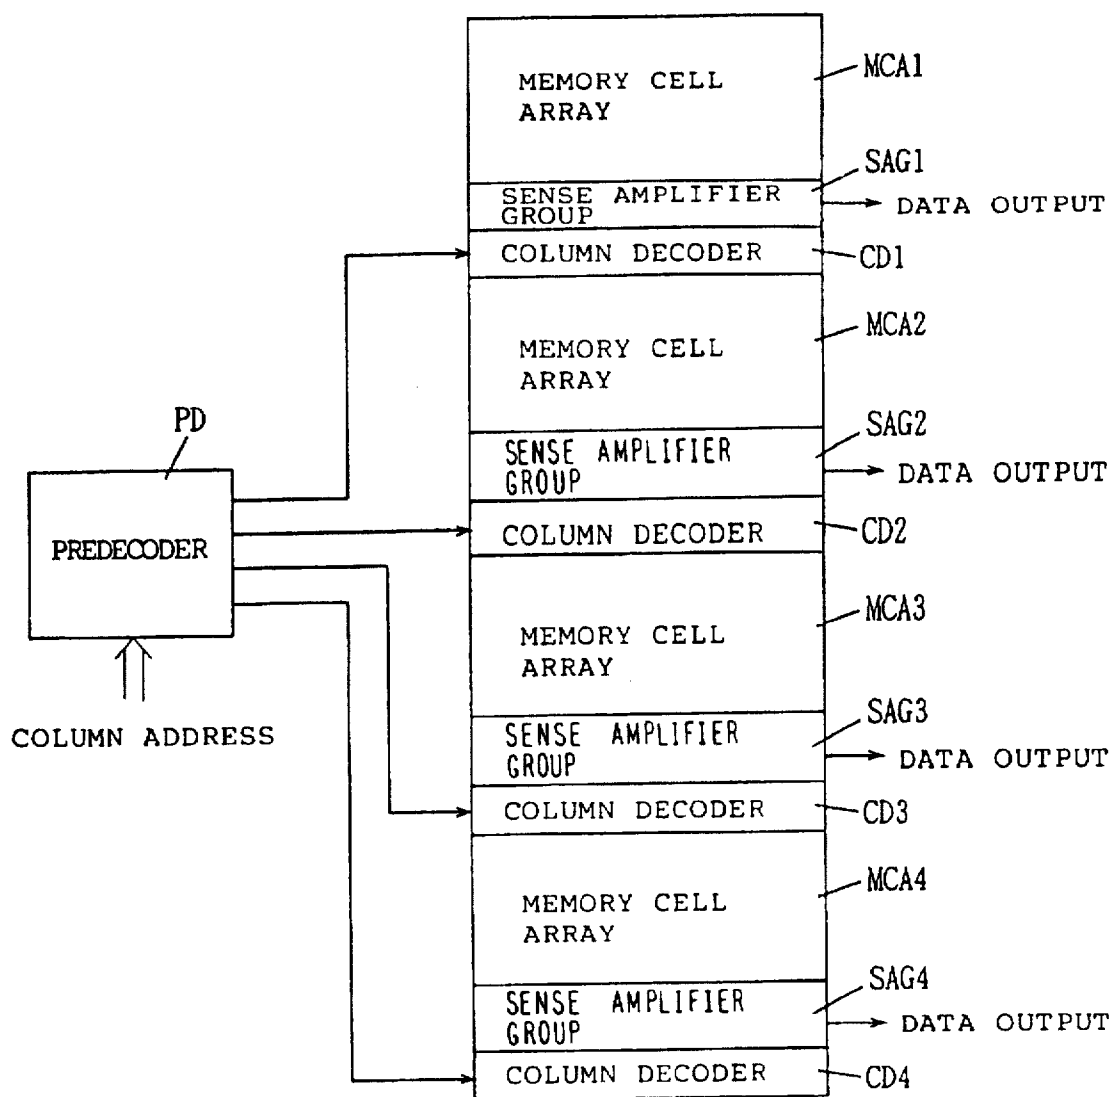 MEMORY CELL
ARRAY
MCA1
SAG1
SENSE AMPLIFIER
GROUP
DATA OUTPUT
COLUMN DECODER
CD1
MEMORY CELL
ARRAY
MCA2
PD
SAG2
SENSE AMPLIFIER
GROUP
DATA OUTPUT
PREDECODER
COLUMN DECODER
CD2
MEMORY CELL
ARRAY
MCA3
COLUMN ADDRESS
SAG3
SENSE AMPLIFIER
GROUP
DATA OUTPUT
COLUMN DECODER
CD3
MEMORY CELL
ARRAY
MCA4
SAG4
SENSE AMPLIFIER
GROUP
DATA OUTPUT
COLUMN DECODER
CD4